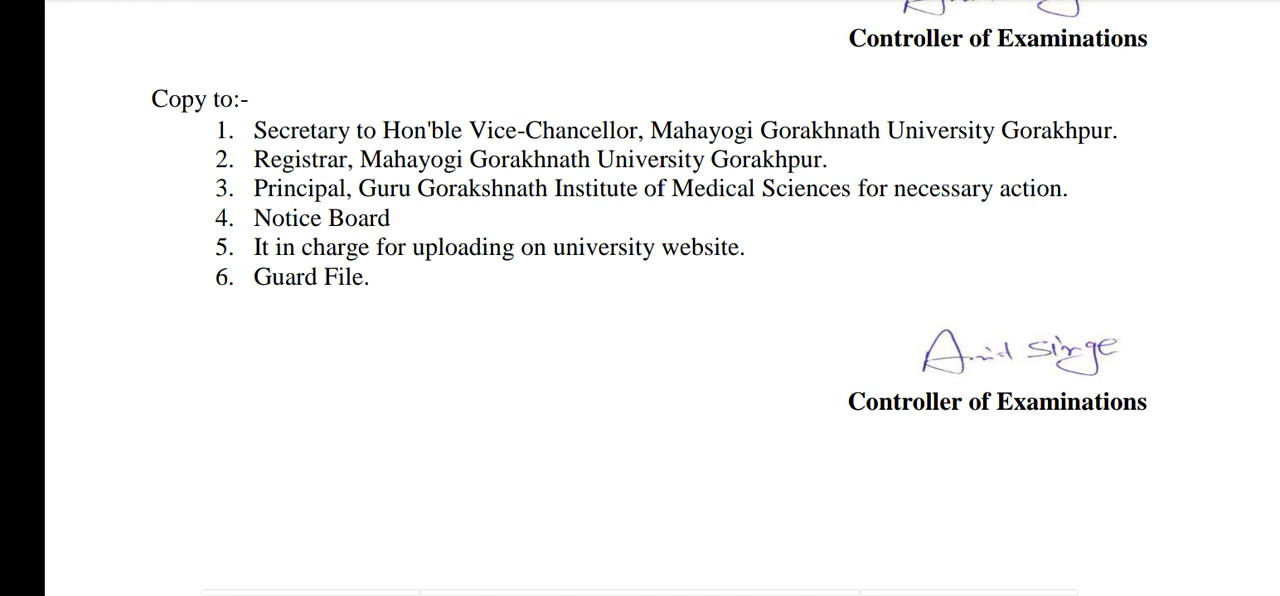 Controller of Examinations
Copy to:-
1. Secretary to Hon'ble Vice-Chancellor, Mahayogi Gorakhnath University Gorakhpur.
2. Registrar, Mahayogi Gorakhnath University Gorakhpur.
3. Principal, Guru Gorakshnath Institute of Medical Sciences for necessary action.
4. Notice Board
5. It in charge for uploading on university website.
6. Guard File.
Controller of Examinations